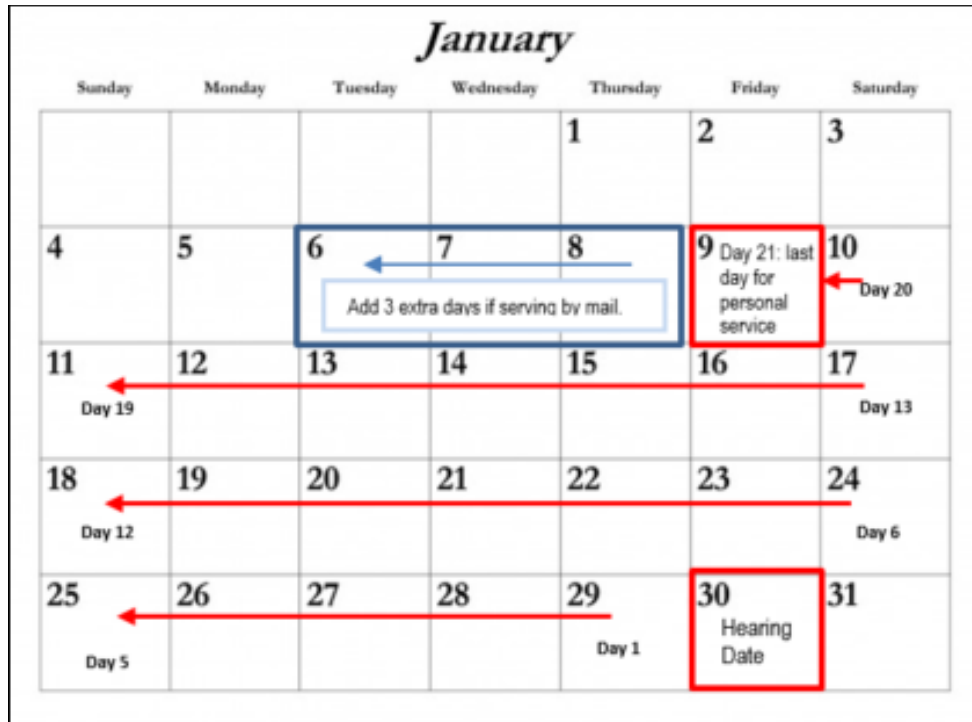 January
Sunday Monday Tuesday Wednesday Thursday Friday Saturday
1 2 3
4 5 6 7 8 9 Day 21: last 10
day for
personal
service
Day 20
Add 3 extra days if serving by mail.
11 12 13 14 15 16 17
Day 19 Day 13
18 19 20 21 22 23 24
Day 12 Day 6
25 26 27 28 29 30 31
Hearing
Date
Day 5 Day 1